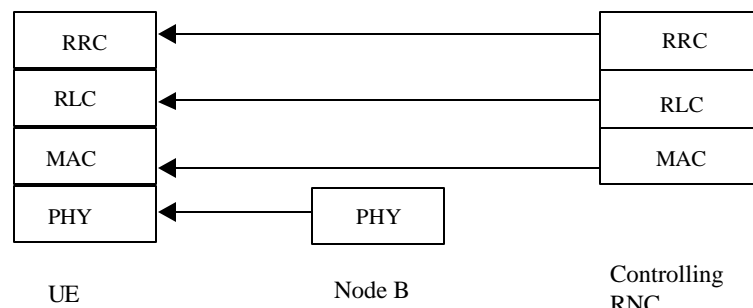 RRC RRC
RLC RLC
MAC MAC
PHY PHY
UE Node B Controlling
RNC